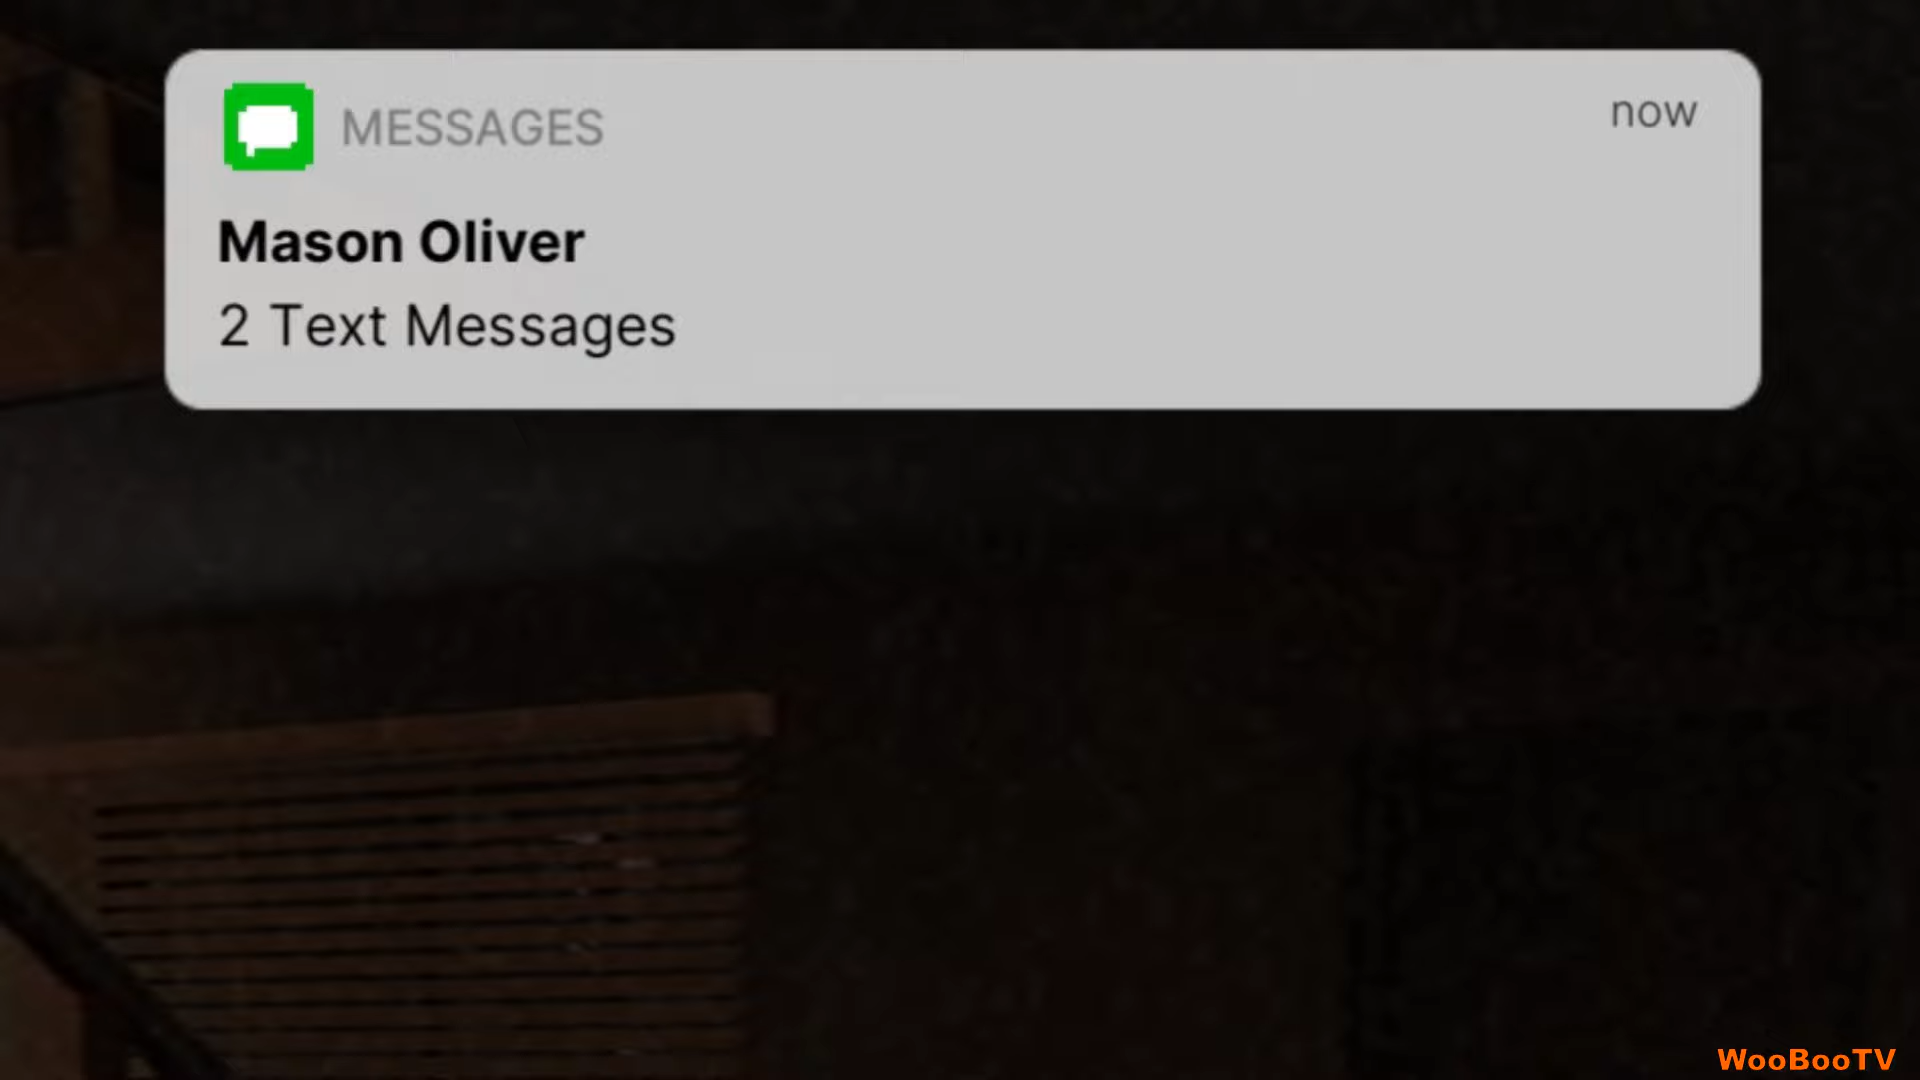 MESSAGES
now
Mason Oliver
2 Text Messages
WooBooTV